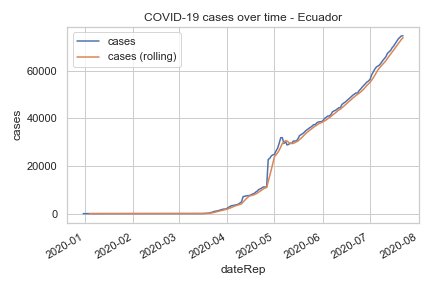 COVID-19 cases over time - Ecuador
cases
cases (rolling)
60000
40000
20000
0
cases
2020-01
2020-02
2020-03
2020-04
2020-05
2020-06
2020-07
2020-08
dateRep